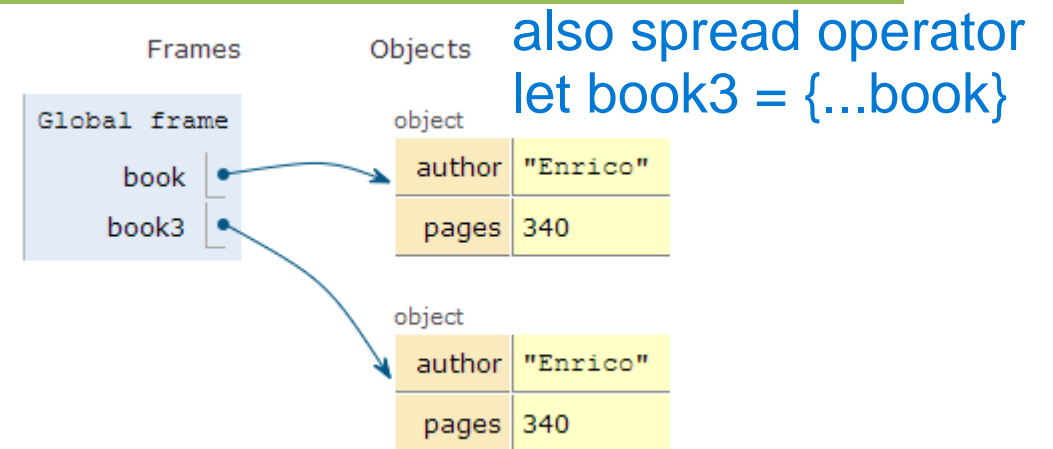 Frames Objects also spread operator
let book3 = {...book}
Global frame object
book author "Enrico"
book3 pages 340
object
author "Enrico"
pages 340